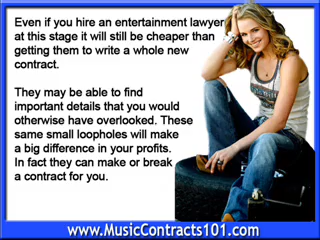 Even if you hire an entertainment lawyer
at this stage it will still be cheaper than
getting them to write a whole new
contract.
They may be able to find
important details that you would
otherwise have overlooked. These
same small loopholes will make
a big difference in your profits.
In fact they can make or break
a contract for you.
www.MusicContracts101.com